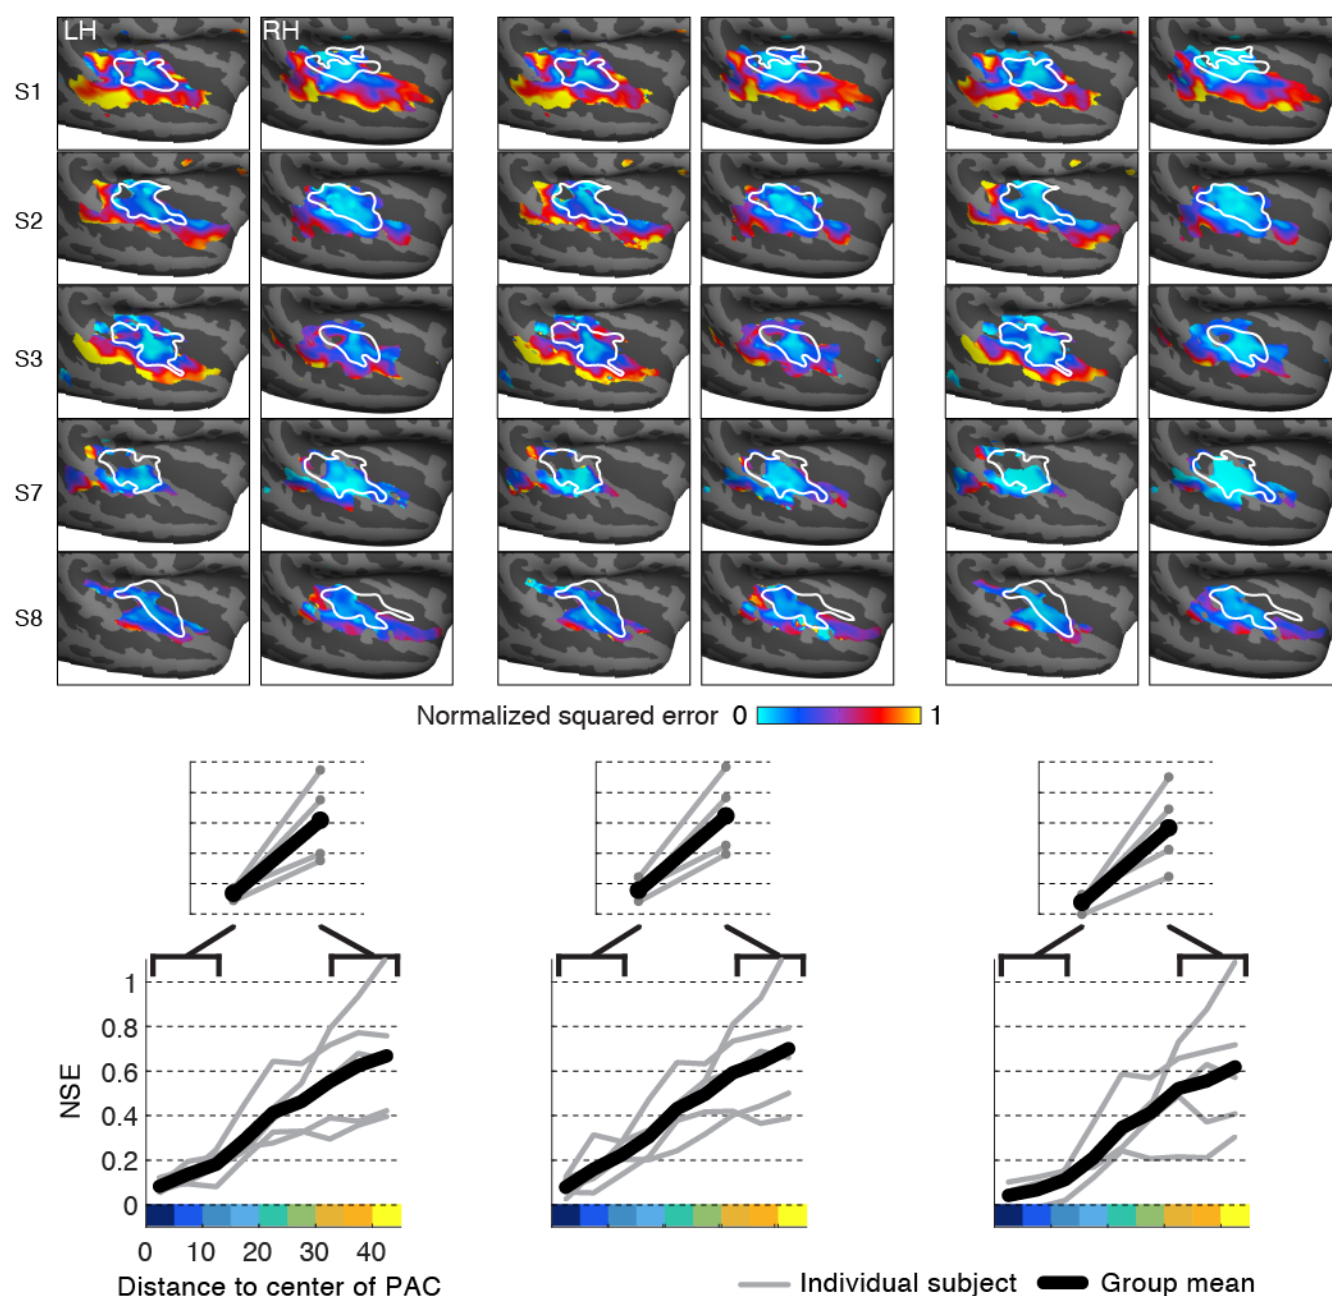 LH RH
S1
S2
S3
S7
S8
Normalized squared error 0 1
NSE
1
0.8
0.6
0.4
0.2
0
0 10 20 30 40
Distance to center of PAC
Individual subject Group mean